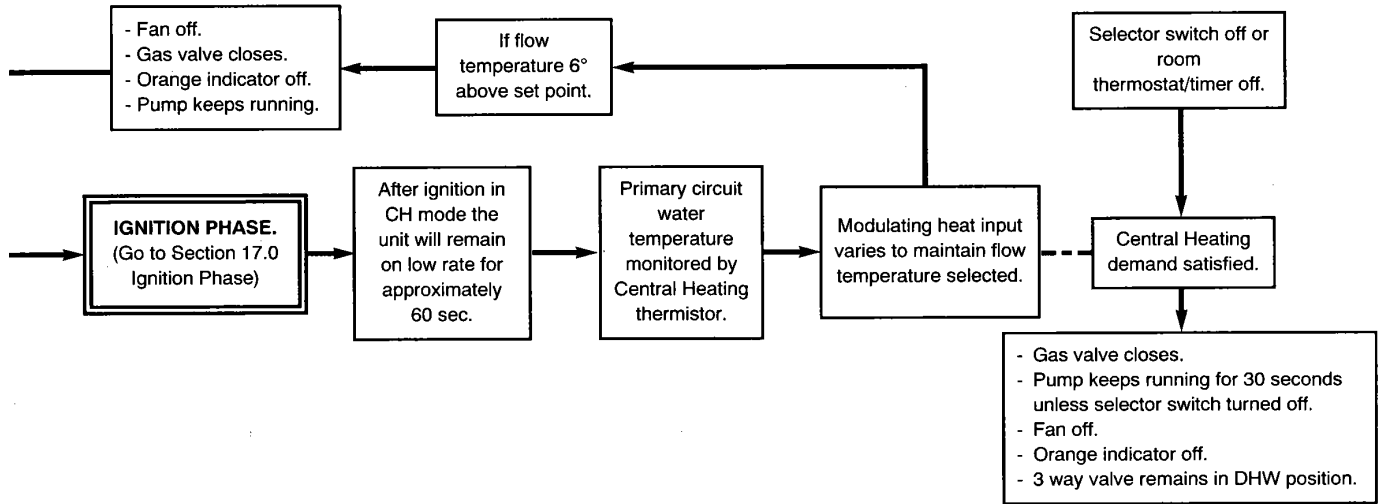 - Fan off.
- Gas valve closes.
- Orange indicator off.
- Pump keeps running.
If flow
temperature 6°
above set point.
Selector switch off or
room
thermostat/timer off.
IGNITION PHASE.
(Go to Section 17.0
Ignition Phase)
After ignition in
CH mode the
unit will remain
on low rate for
approximately
60 sec.
Primary circuit
water
temperature
monitored by
Central Heating
thermistor.
Modulating heat input
varies to maintain flow
temperature selected.
Central Heating
demand satisfied.
- Gas valve closes.
- Pump keeps running for 30 seconds
unless selector switch turned off.
- Fan off.
- Orange indicator off.
- 3 way valve remains in DHW position.